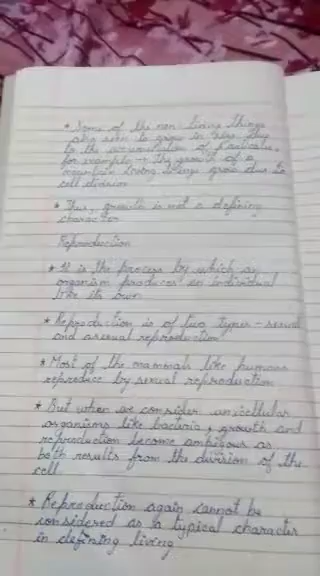 * Some of the non-living things
also seem to grow in size due
to the accumulation of particles,
for example → the growth of a
mountain living things grow due to
cell division
* Thus, growth is not a defining
character
Reproduction
* It is the process by which an
organism produces an individual
like its own
* Reproduction is of two types - sexual
and asexual reproduction
* Most of the mammals like humans
reproduce by sexual reproduction
* But when we consider unicellular
organisms like bacteria, growth and
reproduction become ambigous as
both results from the division of the
cell
* Reproduction again cannot be
considered as a typical character
in defining living